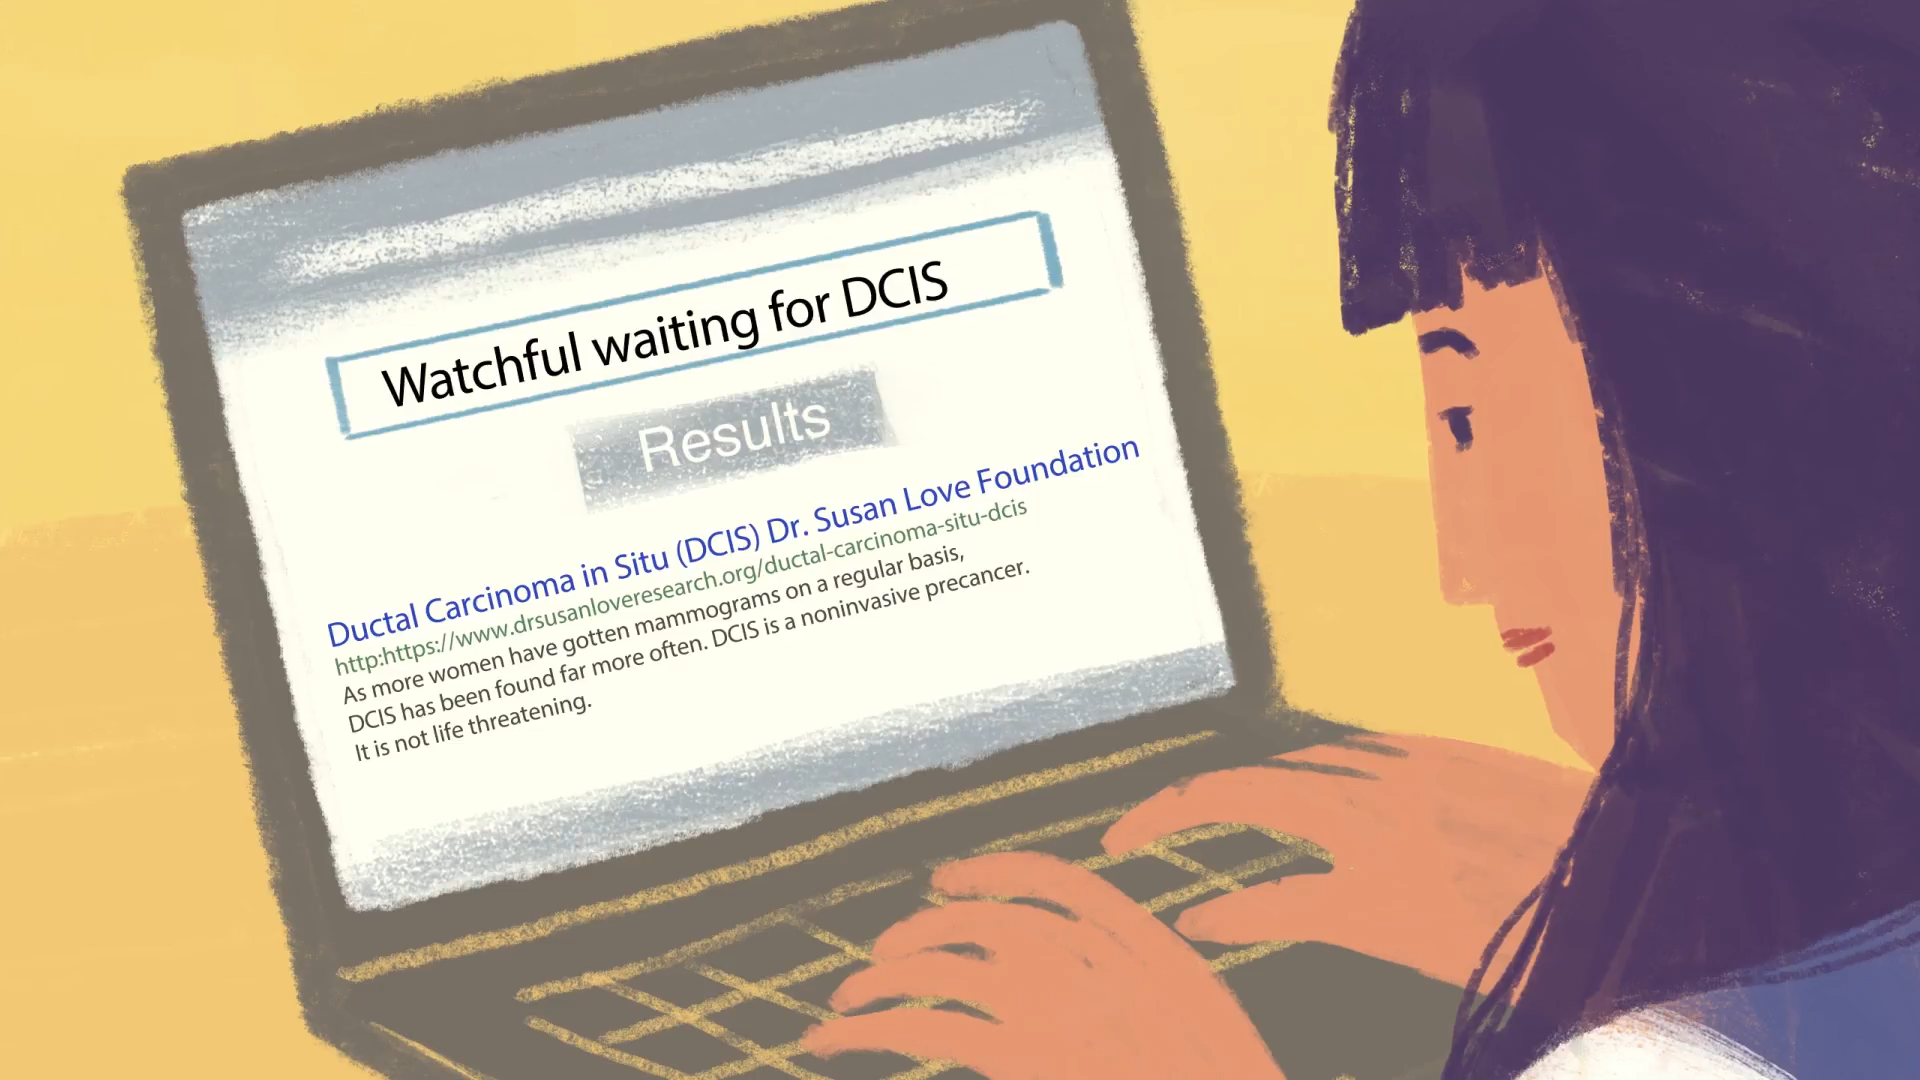 Watchful waiting for DCIS
Results
Ductal Carcinoma in Situ (DCIS) Dr. Susan Love Foundation
http:https://www.drsusanloveresearch.org/ductal-carcinoma-situ-dcis
As more women have gotten mammograms on a regular basis,
DCIS has been found far more often. DCIS is a noninvasive precancer.
It is not life threatening.